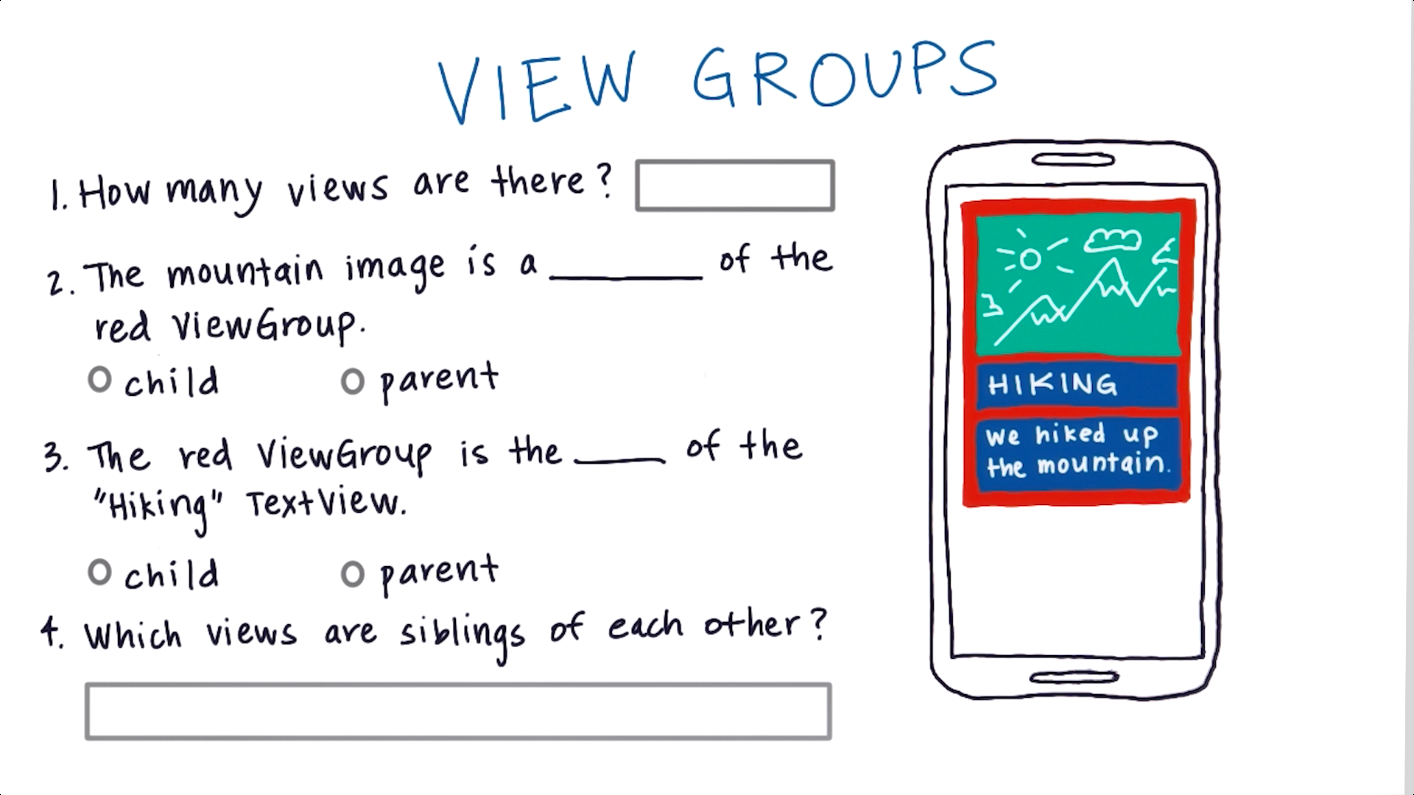 VIEW GROUPS
1. How many views are there?
2. The mountain image is a ________ of the
red ViewGroup.
child parent
3. The red ViewGroup is the _____ of the
"Hiking" TextView.
child parent
4. Which views are siblings of each other?
HIKING
We hiked up
the mountain.